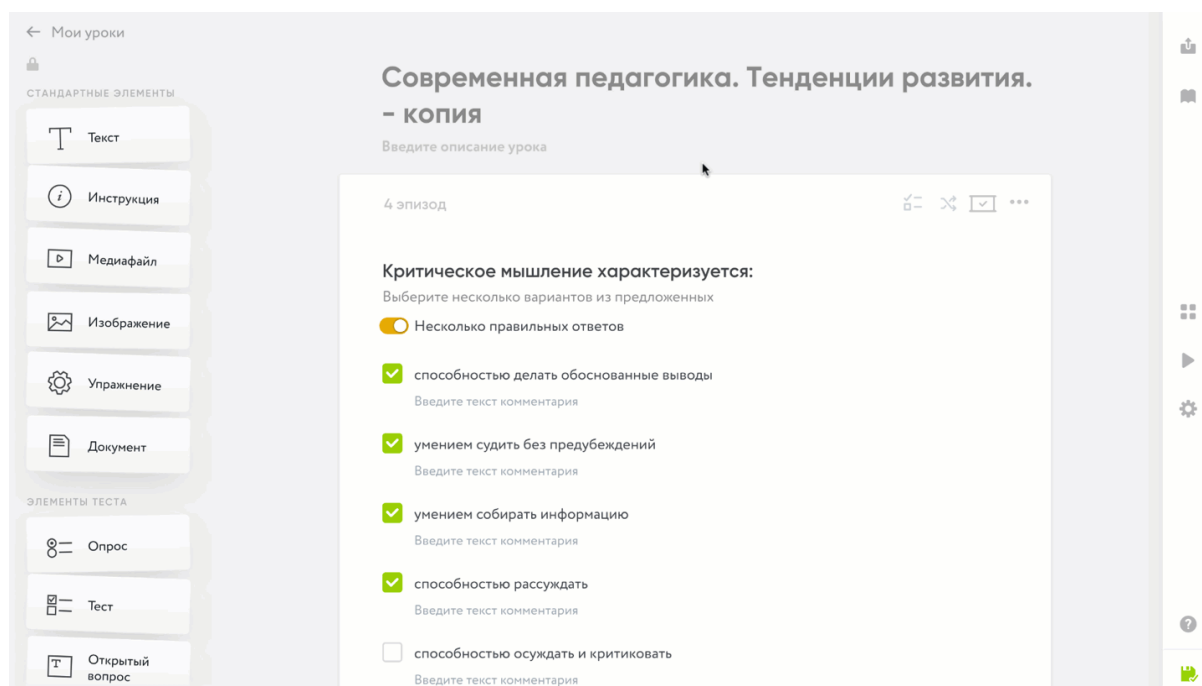 Мои уроки
СТАНДАРТНЫЕ ЭЛЕМЕНТЫ
Текст
Инструкция
Медиафайл
Изображение
Упражнение
Документ
ЭЛЕМЕНТЫ ТЕСТА
Опрос
Тест
Открытый
вопрос
Современная педагогика. Тенденции развития.
- копия
Введите описание урока
4 эпизод
Критическое мышление характеризуется:
Выберите несколько вариантов из предложенных
Несколько правильных ответов
способностью делать обоснованные выводы
Введите текст комментария
умением судить без предубеждений
Введите текст комментария
умением собирать информацию
Введите текст комментария
способностью рассуждать
Введите текст комментария
способностью осуждать и критиковать
Введите текст комментария